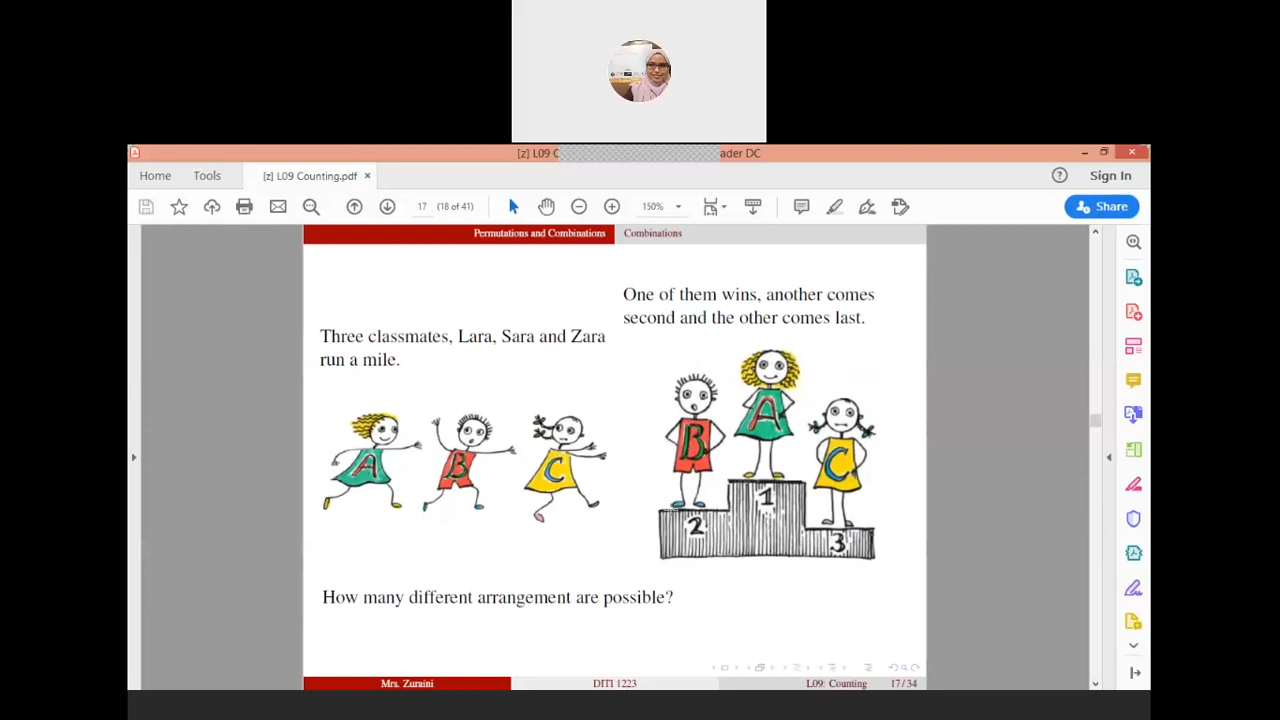 [z] L09 C
ader DC
Home
Tools
[z] L09 Counting.pdf
Sign In
17
(18 of 41)
150%
Share
Permutations and Combinations
Combinations
One of them wins, another comes
second and the other comes last.
Three classmates, Lara, Sara and Zara
run a mile.
A
B
C
B
A
C
2
1
3
How many different arrangement are possible?
Mrs. Zuraini
DITI 1223
L09: Counting
17/34